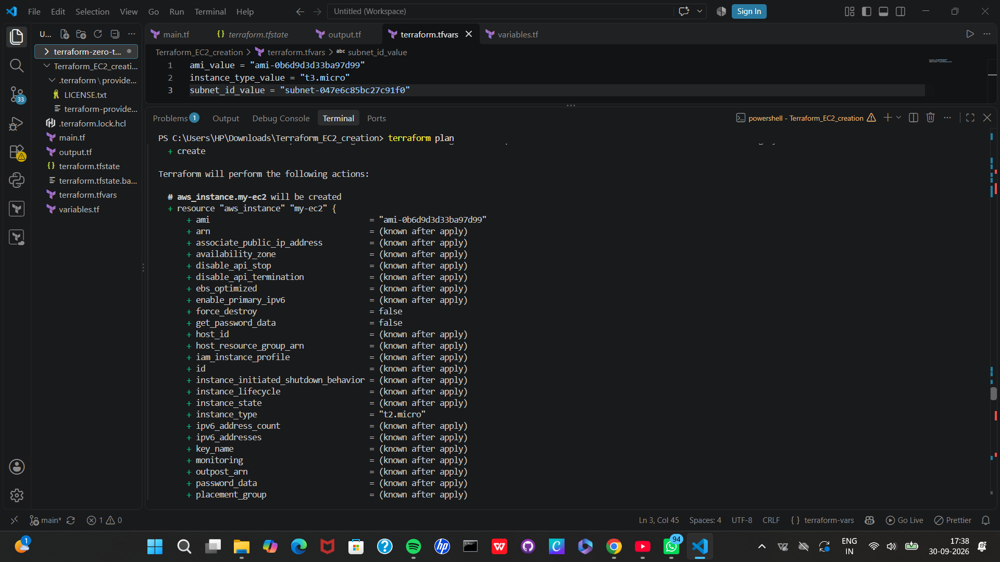 File Edit Selection View Go Run Terminal Help
Untitled (Workspace)
Sign In
U...
main.tf
terraform.tfstate
output.tf
terraform.tfvars
variables.tf
terraform-zero-t...
Terraform_EC2_creati...
.terraform\provide...
LICENSE.txt
terraform-provide...
.terraform.lock.hcl
main.tf
output.tf
terraform.tfstate
terraform.tfstate.ba...
terraform.tfvars
variables.tf
33
Terraform_EC2_creation > terraform.tfvars > abc subnet_id_value
1 ami_value = "ami-0b6d9d3d33ba97d99"
2 instance_type_value = "t3.micro"
3 subnet_id_value = "subnet-047e6c85bc27c91f0"
Problems 1 Output Debug Console Terminal Ports
powershell - Terraform_EC2_creation
PS C:\Users\HP\Downloads\Terraform_EC2_creation> terraform plan
+ create
Terraform will perform the following actions:
# aws_instance.my-ec2 will be created
+ resource "aws_instance" "my-ec2" {
+ ami = "ami-0b6d9d3d33ba97d99"
+ arn = (known after apply)
+ associate_public_ip_address = (known after apply)
+ availability_zone = (known after apply)
+ disable_api_stop = (known after apply)
+ disable_api_termination = (known after apply)
+ ebs_optimized = (known after apply)
+ enable_primary_ipv6 = (known after apply)
+ force_destroy = false
+ get_password_data = false
+ host_id = (known after apply)
+ host_resource_group_arn = (known after apply)
+ iam_instance_profile = (known after apply)
+ id = (known after apply)
+ instance_initiated_shutdown_behavior = (known after apply)
+ instance_lifecycle = (known after apply)
+ instance_state = (known after apply)
+ instance_type = "t2.micro"
+ ipv6_address_count = (known after apply)
+ ipv6_addresses = (known after apply)
+ key_name = (known after apply)
+ monitoring = (known after apply)
+ outpost_arn = (known after apply)
+ password_data = (known after apply)
+ placement_group = (known after apply)
main* 1 0
Ln 3, Col 45 Spaces: 4 UTF-8 CRLF { } terraform-vars Go Live Prettier
1
94
ENG
IN
17:38
30-09-2026